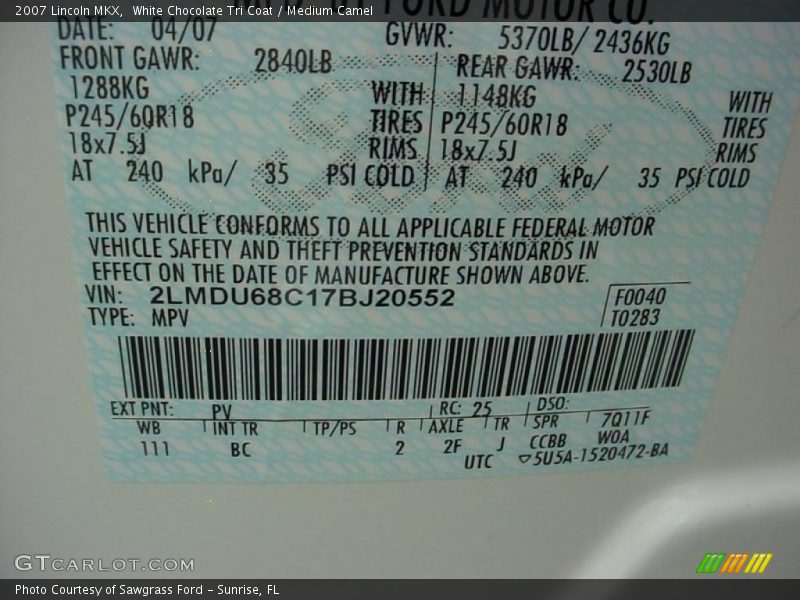 2007 Lincoln MKX, White Chocolate Tri Coat / Medium Camel
FORD MOTOR CO.
DATE: 04/07 GVWR: 5370LB/ 2436KG
FRONT GAWR: 2840LB REAR GAWR: 2530LB
1288KG WITH 1148KG WITH
P245/60R18 TIRES P245/60R18 TIRES
18x7.5J RIMS 18x7.5J RIMS
AT 240 kPa/ 35 PSI COLD AT 240 kPa/ 35 PSI COLD
THIS VEHICLE CONFORMS TO ALL APPLICABLE FEDERAL MOTOR
VEHICLE SAFETY AND THEFT PREVENTION STANDARDS IN
EFFECT ON THE DATE OF MANUFACTURE SHOWN ABOVE.
VIN: 2LMDU68C17BJ20552 F0040
TYPE: MPV T0283
EXT PNT: PV RC: 25 DSO:
WB INT TR TP/PS R AXLE TR SPR 7Q11F
111 BC 2 2F J CCBB WOA
UTC 5U5A-1520472-BA
GTCARLOT.COM
Photo Courtesy of Sawgrass Ford - Sunrise, FL